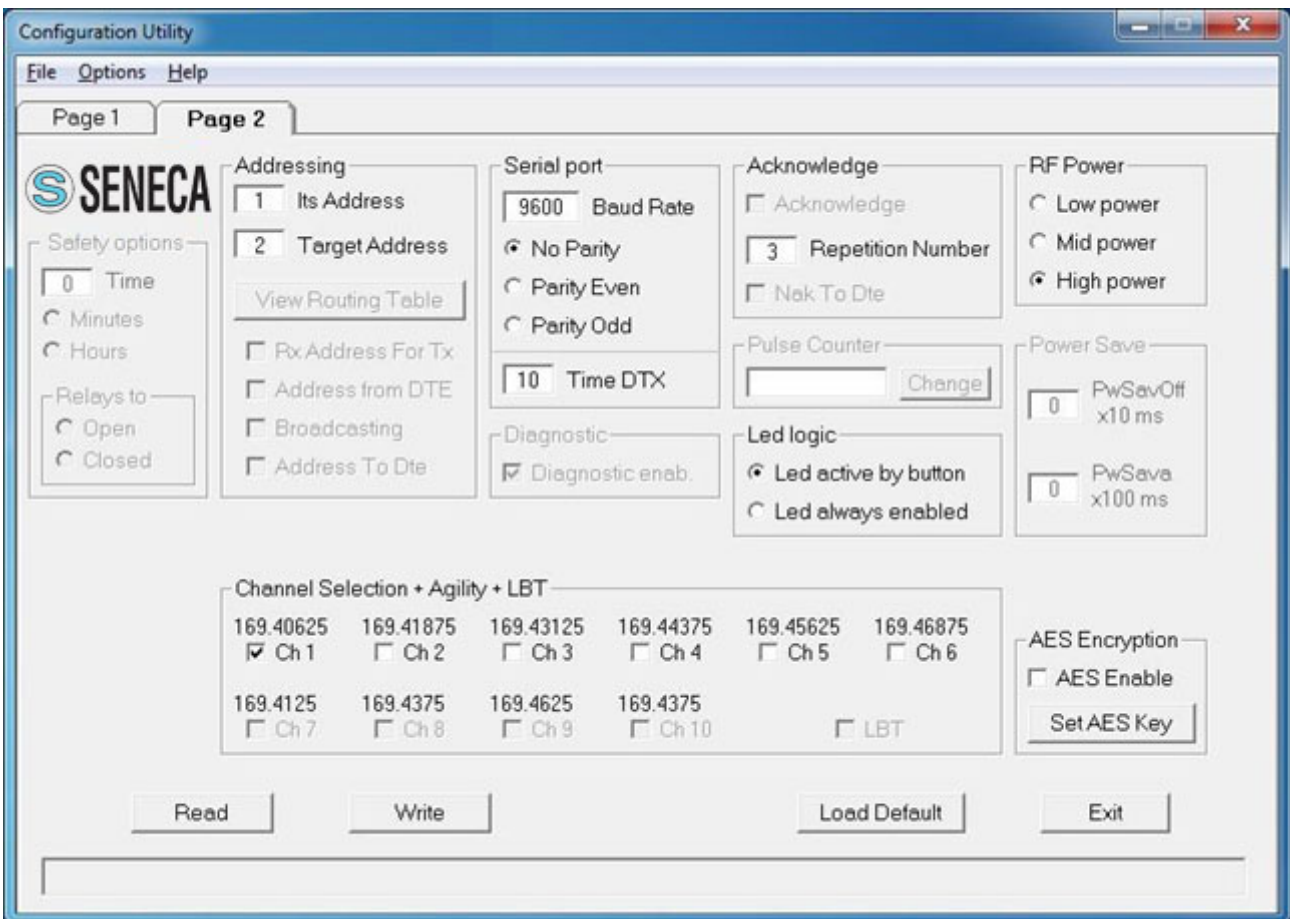 Configuration Utility
File Options Help
Page 1 Page 2
S SENECA
Safety options
0 Time
Minutes
Hours
Relays to
Open
Closed
Addressing
1 Its Address
2 Target Address
View Routing Table
Rx Address For Tx
Address from DTE
Broadcasting
Address To Dte
Serial port
9600 Baud Rate
No Parity
Parity Even
Parity Odd
10 Time DTX
Diagnostic
Diagnostic enab.
Acknowledge
Acknowledge
3 Repetition Number
Nak To Dte
Pulse Counter
Change
Led logic
Led active by button
Led always enabled
RF Power
Low power
Mid power
High power
Power Save
0 PwSavOff
x10 ms
0 PwSava
x100 ms
Channel Selection + Agility + LBT
169.40625 169.41875 169.43125 169.44375 169.45625 169.46875
Ch 1 Ch 2 Ch 3 Ch 4 Ch 5 Ch 6
169.4125 169.4375 169.4625 169.4375
Ch 7 Ch 8 Ch 9 Ch 10 LBT
AES Encryption
AES Enable
Set AES Key
Read Write Load Default Exit